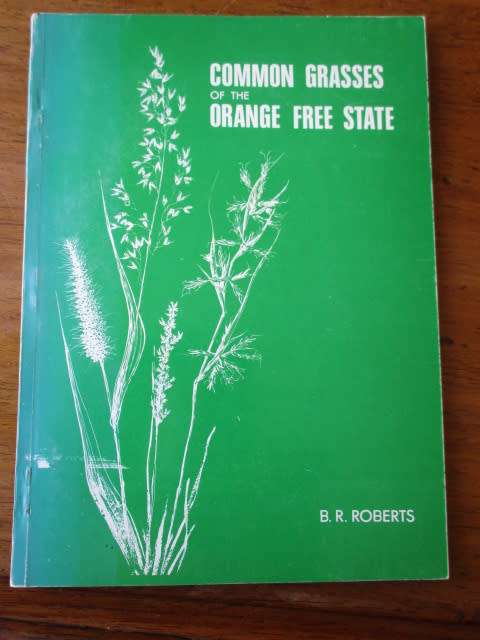 COMMON GRASSES
OF THE
ORANGE FREE STATE
B. R. ROBERTS